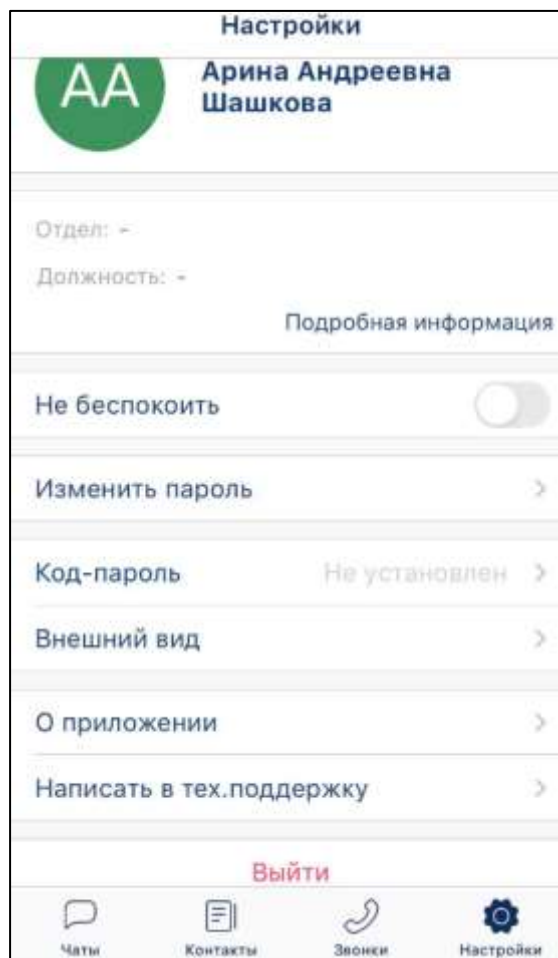 Настройки
АА
Арина Андреевна
Шашкова
Отдел: -
Должность: -
Подробная информация
Не беспокоить
Изменить пароль
Код-пароль Не установлен
Внешний вид
О приложении
Написать в тех.поддержку
Выйти
Чаты Контакты Звонки Настройки